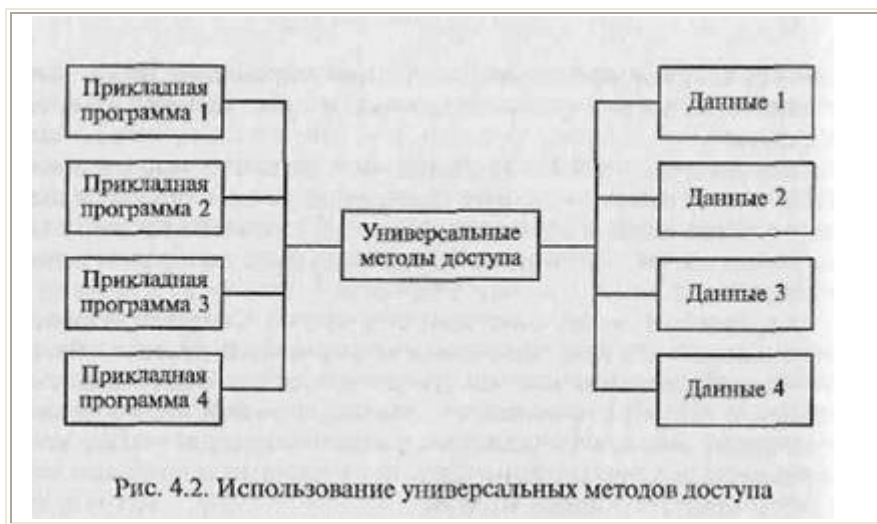 Прикладная
программа 1
Прикладная
программа 2
Прикладная
программа 3
Прикладная
программа 4
Универсальные
методы доступа
Данные 1
Данные 2
Данные 3
Данные 4
Рис. 4.2. Использование универсальных методов доступа